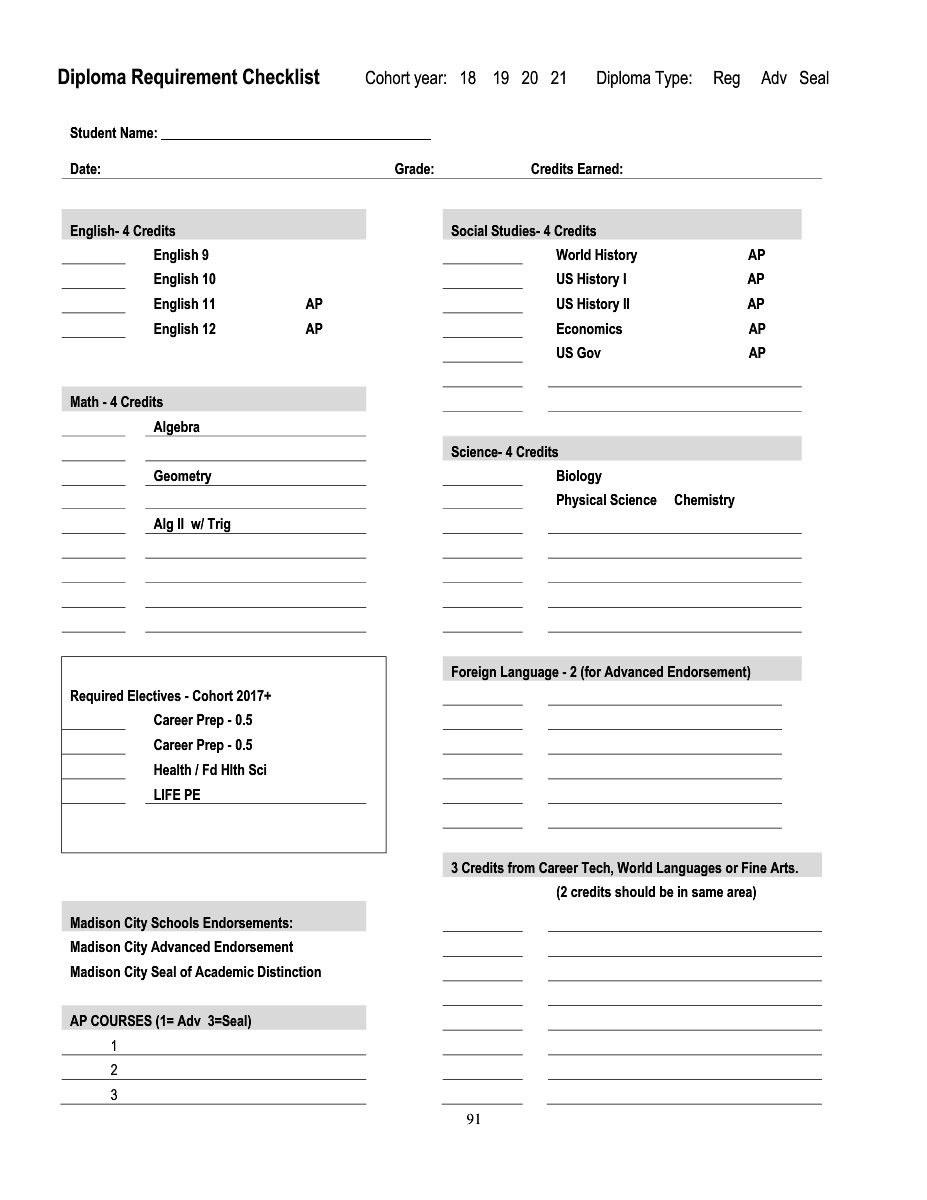 Diploma Requirement Checklist Cohort year: 18 19 20 21 Diploma Type: Reg Adv Seal
Student Name:
Date: Grade: Credits Earned:
English- 4 Credits
English 9
English 10
English 11 AP
English 12 AP
Math - 4 Credits
Algebra
Geometry
Alg II w/ Trig
Required Electives - Cohort 2017+
Career Prep - 0.5
Career Prep - 0.5
Health / Fd Hlth Sci
LIFE PE
Madison City Schools Endorsements:
Madison City Advanced Endorsement
Madison City Seal of Academic Distinction
AP COURSES (1= Adv 3=Seal)
1
2
3
Social Studies- 4 Credits
World History AP
US History I AP
US History II AP
Economics AP
US Gov AP
Science- 4 Credits
Biology
Physical Science Chemistry
Foreign Language - 2 (for Advanced Endorsement)
3 Credits from Career Tech, World Languages or Fine Arts.
(2 credits should be in same area)
91